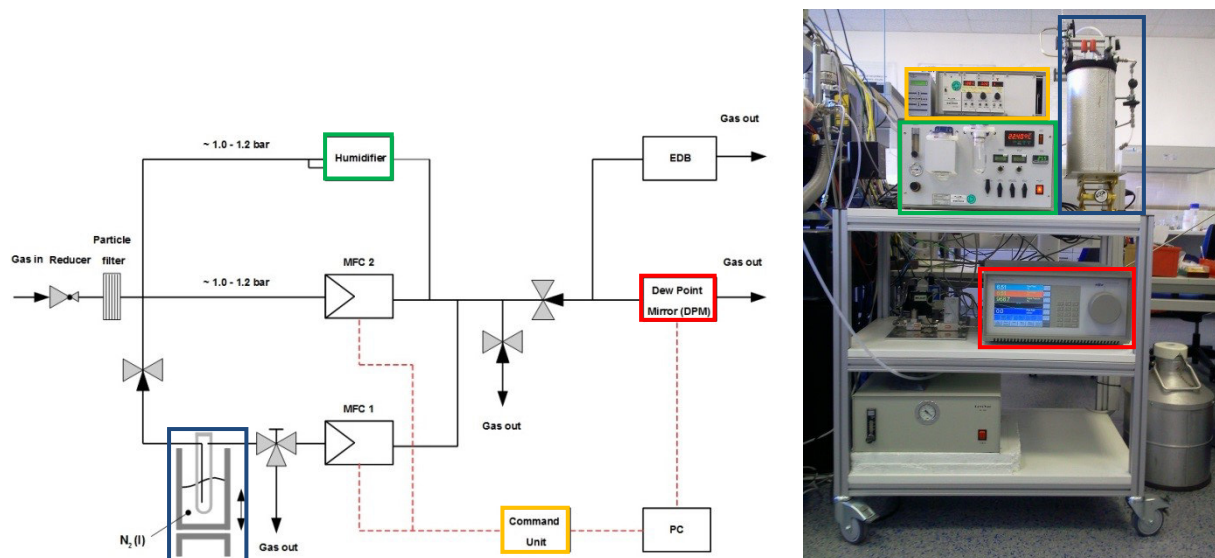 ~ 1.0 - 1.2 bar
Humidifier
Gas out
EDB
Particle
filter
Gas in
Reducer
~ 1.0 - 1.2 bar
MFC 2
Gas out
Dew Point
Mirror (DPM)
MFC 1
Gas out
N₂ (l)
Gas out
Command
Unit
PC